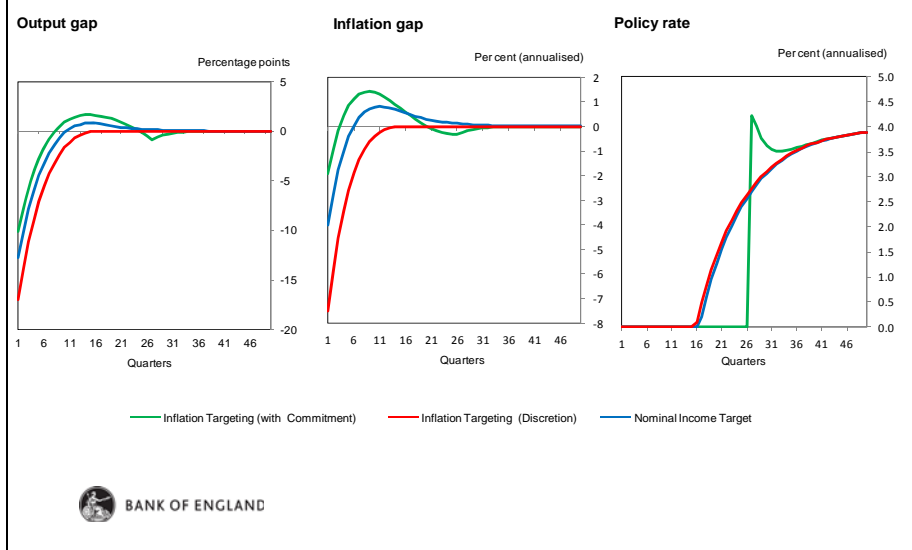 Output gap
Inflation gap
Policy rate
Percentage points
Per cent (annualised)
Per cent (annualised)
5
0
-5
-10
-15
-20
1 6 11 16 21 26 31 36 41 46
Quarters
2
1
0
-1
-2
-3
-4
-5
-6
-7
-8
1 6 11 16 21 26 31 36 41 46
Quarters
5.0
4.5
4.0
3.5
3.0
2.5
2.0
1.5
1.0
0.5
0.0
1 6 11 16 21 26 31 36 41 46
Quarters
Inflation Targeting (with Commitment)
Inflation Targeting (Discretion)
Nominal Income Target
BANK OF ENGLAND